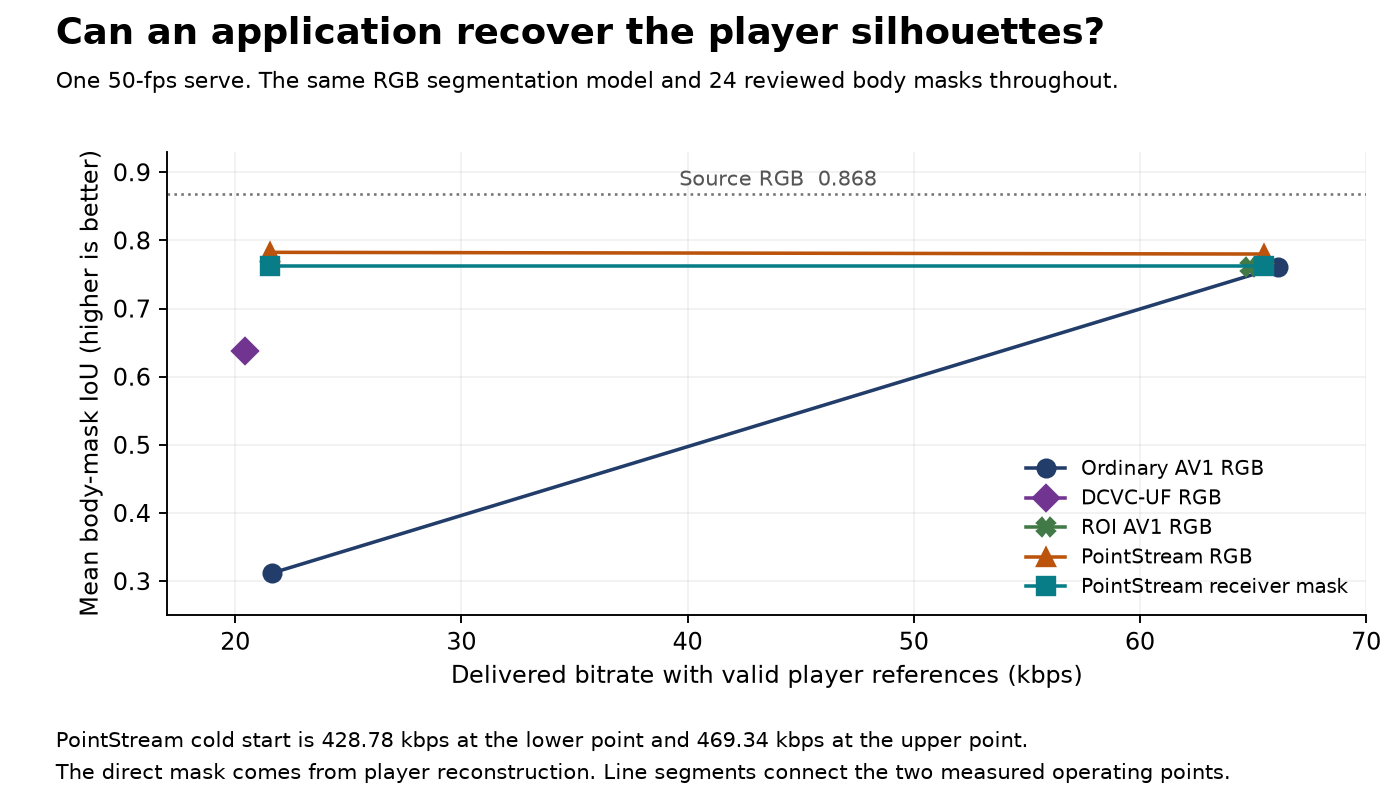 Can an application recover the player silhouettes?
One 50-fps serve. The same RGB segmentation model and 24 reviewed body masks throughout.
Mean body-mask IoU (higher is better)
0.9
0.8
0.7
0.6
0.5
0.4
0.3
Source RGB 0.868
Ordinary AV1 RGB
DCVC-UF RGB
ROI AV1 RGB
PointStream RGB
PointStream receiver mask
20
30
40
50
60
70
Delivered bitrate with valid player references (kbps)
PointStream cold start is 428.78 kbps at the lower point and 469.34 kbps at the upper point.
The direct mask comes from player reconstruction. Line segments connect the two measured operating points.